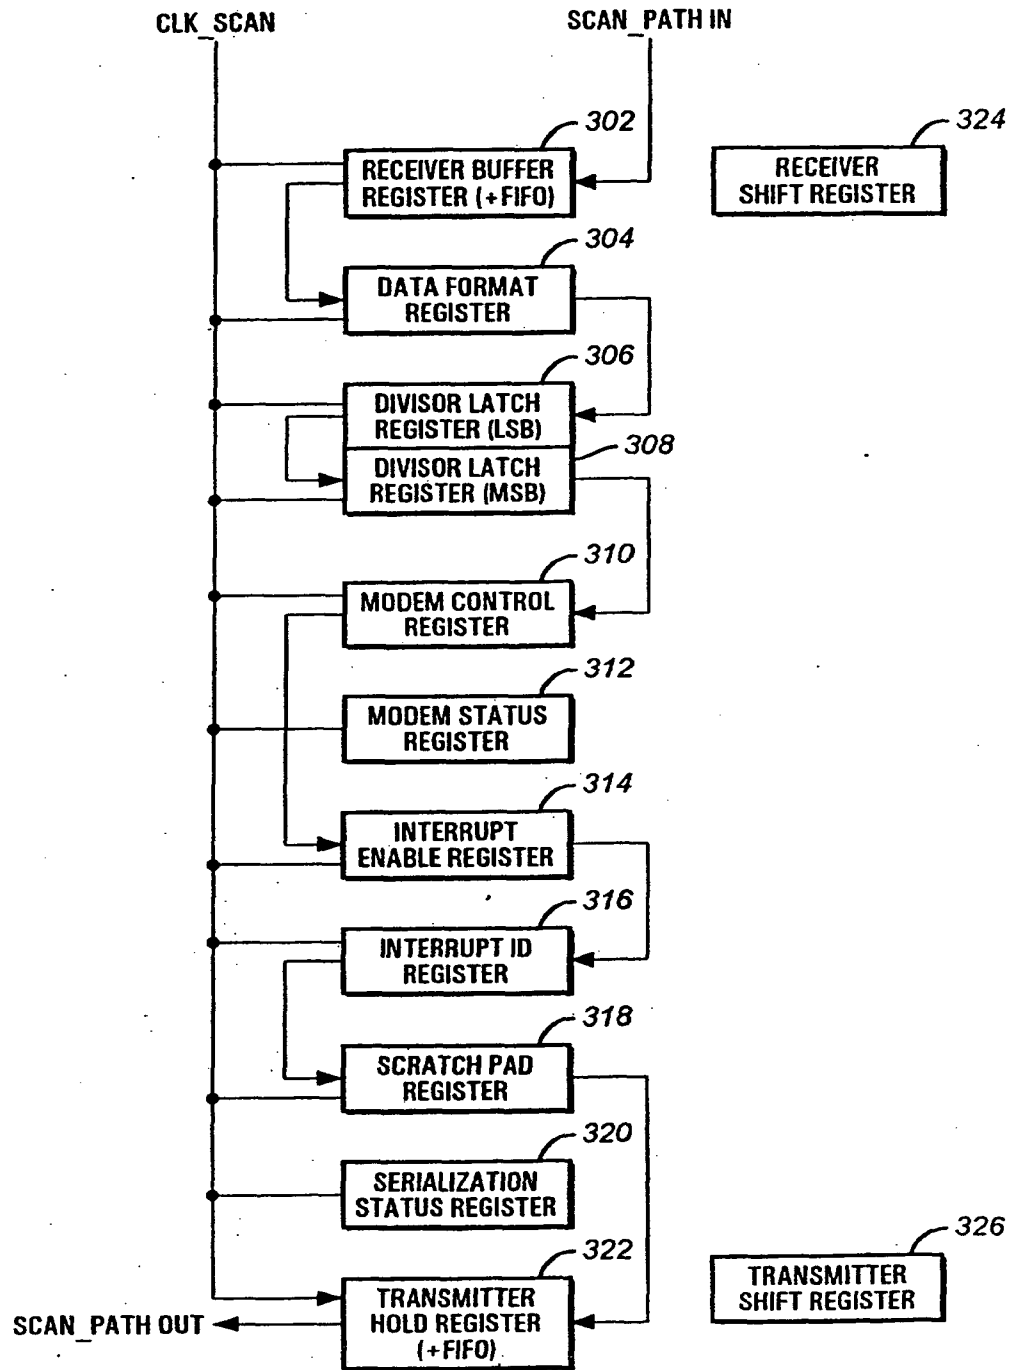 CLK_SCAN
SCAN_PATH IN
302
RECEIVER BUFFER
REGISTER (+FIFO)
324
RECEIVER
SHIFT REGISTER
304
DATA FORMAT
REGISTER
306
DIVISOR LATCH
REGISTER (LSB)
308
DIVISOR LATCH
REGISTER (MSB)
310
MODEM CONTROL
REGISTER
312
MODEM STATUS
REGISTER
314
INTERRUPT
ENABLE REGISTER
316
INTERRUPT ID
REGISTER
318
SCRATCH PAD
REGISTER
320
SERIALIZATION
STATUS REGISTER
322
TRANSMITTER
HOLD REGISTER
(+FIFO)
326
TRANSMITTER
SHIFT REGISTER
SCAN_PATH OUT